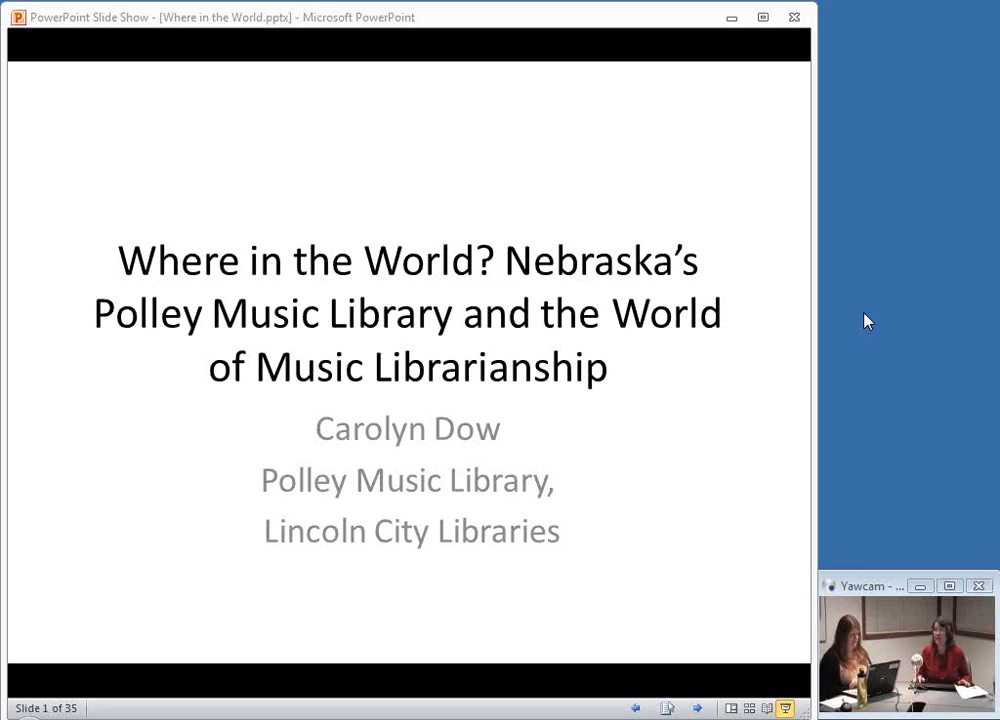 PowerPoint Slide Show - [Where in the World.pptx] - Microsoft PowerPoint
Where in the World? Nebraska’s
Polley Music Library and the World
of Music Librarianship
Carolyn Dow
Polley Music Library,
Lincoln City Libraries
Yawcam - ...
Slide 1 of 35